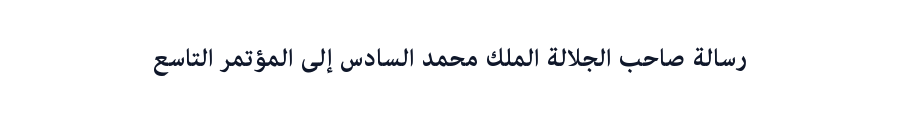 رسالة صاحب الجلالة الملك محمد السادس إلى المؤتمر التاسع